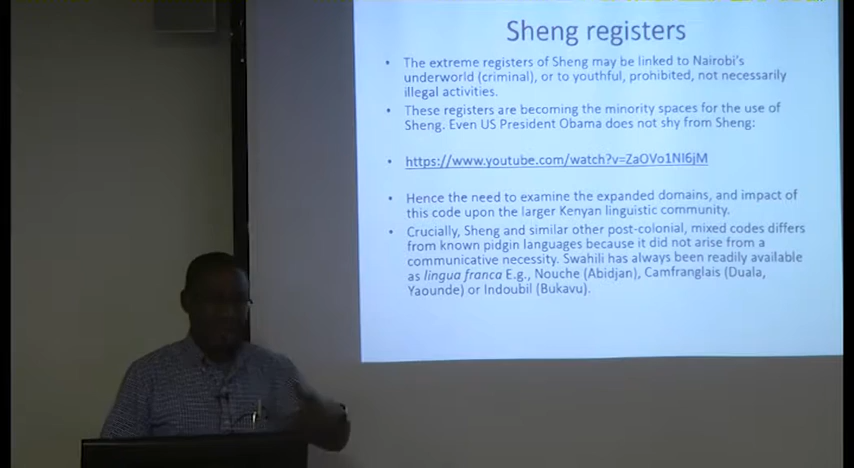 Sheng registers
• The extreme registers of Sheng may be linked to Nairobi's
underworld (criminal), or to youthful, prohibited, not necessarily
illegal activities.
• These registers are becoming the minority spaces for the use of
Sheng. Even US President Obama does not shy from Sheng:
• https://www.youtube.com/watch?v=ZaOVo1NI6jM
• Hence the need to examine the expanded domains, and impact of
this code upon the larger Kenyan linguistic community.
• Crucially, Sheng and similar other post-colonial, mixed codes differs
from known pidgin languages because it did not arise from a
communicative necessity. Swahili has always been readily available
as lingua franca E.g., Nouche (Abidjan), Camfranglais (Duala,
Yaounde) or Indoubil (Bukavu).